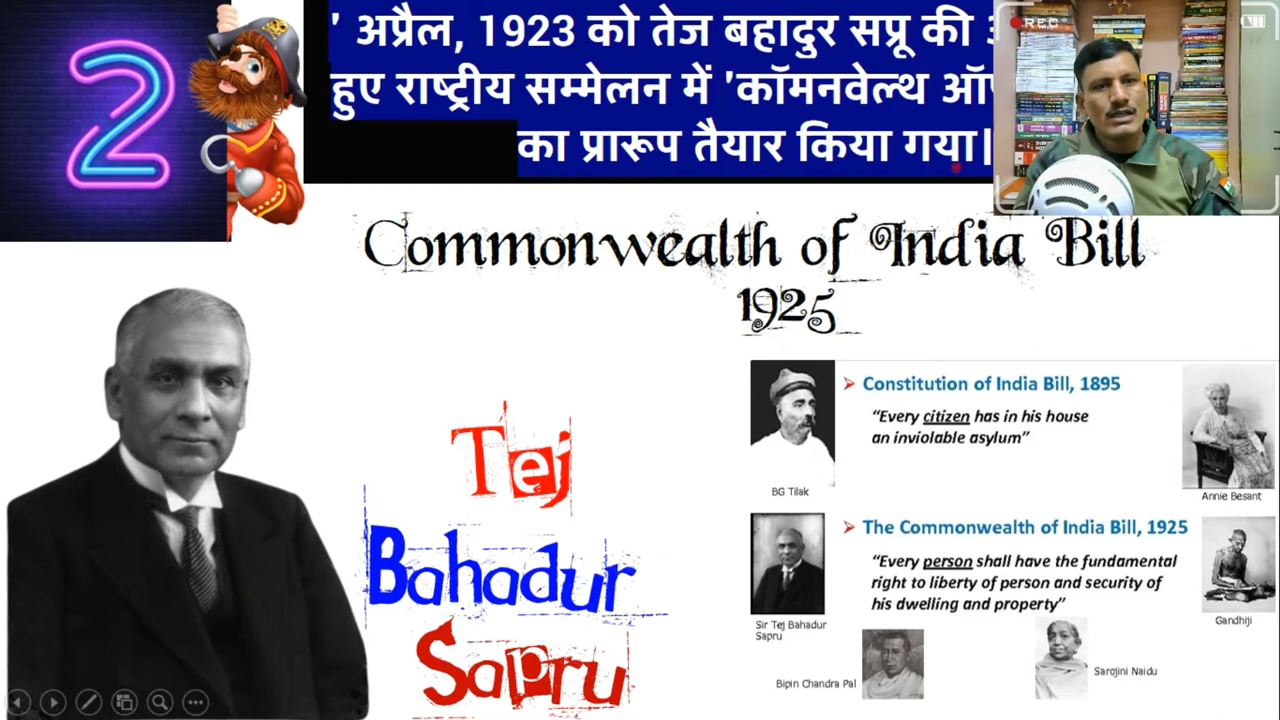 2
' अप्रैल, 1923 को तेज बहादुर सप्रू की
हुए राष्ट्रीय सम्मेलन में 'कॉमनवेल्थ
का प्रारूप तैयार किया गया।
REC
Commonwealth of India Bill
1925
Tej
Bahadur
Sapru
Constitution of India Bill, 1895
“Every citizen has in his house
an inviolable asylum”
BG Tilak
Annie Besant
The Commonwealth of India Bill, 1925
“Every person shall have the fundamental
right to liberty of person and security of
his dwelling and property”
Sir Tej Bahadur
Sapru
Gandhiji
Bipin Chandra Pal
Sarojini Naidu